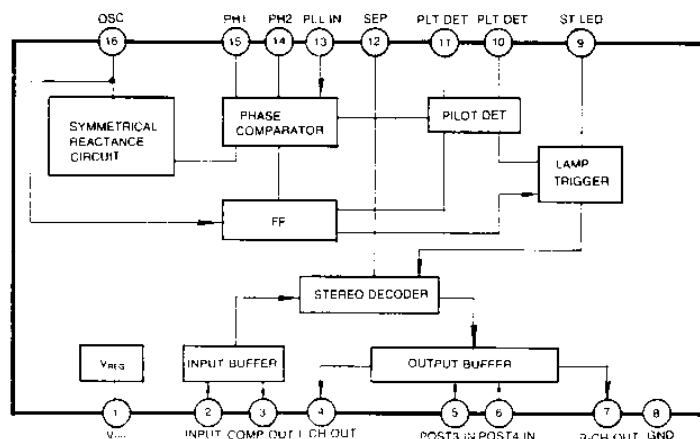 OSC PH1 PH2 PLL IN SEP PLT DET PLT DET ST LED
16 15 14 13 12 11 10 9
SYMMETRICAL
REACTANCE
CIRCUIT
PHASE
COMPARATOR
PILOT DET
LAMP
TRIGGER
FF
STEREO DECODER
VREG
INPUT BUFFER
OUTPUT BUFFER
1 2 3 4 5 6 7 8
INPUT COMP OUT L CH OUT POST3 IN POST4 IN R-CH OUT GND